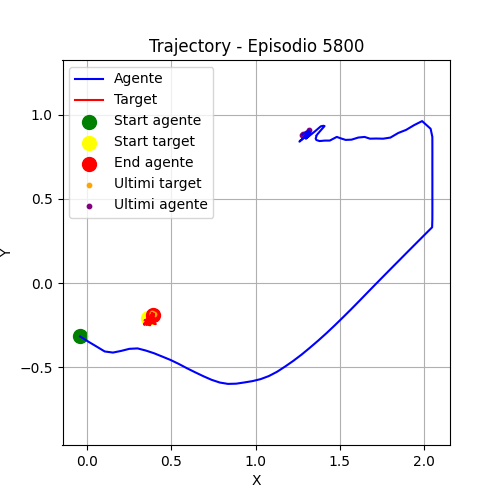 Trajectory - Episodio 5800
Agente
Target
Start agente
Start target
End agente
Ultimi target
Ultimi agente
1.0
0.5
0.0
−0.5
Y
0.0
0.5
1.0
1.5
2.0
X